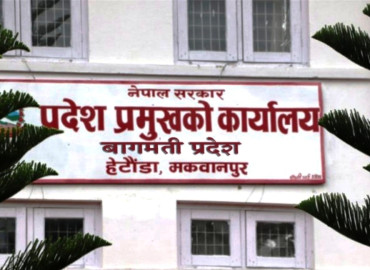 नेपाल सरकार
प्रदेश प्रमुखको कार्यालय
बागमती प्रदेश
हेटौंडा, मकवानपुर